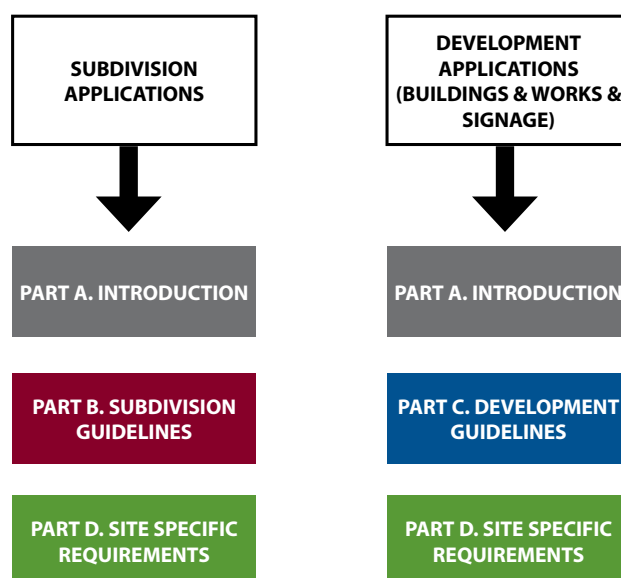 SUBDIVISION
APPLICATIONS
PART A. INTRODUCTION
PART B. SUBDIVISION
GUIDELINES
PART D. SITE SPECIFIC
REQUIREMENTS
DEVELOPMENT
APPLICATIONS
(BUILDINGS & WORKS &
SIGNAGE)
PART A. INTRODUCTION
PART C. DEVELOPMENT
GUIDELINES
PART D. SITE SPECIFIC
REQUIREMENTS